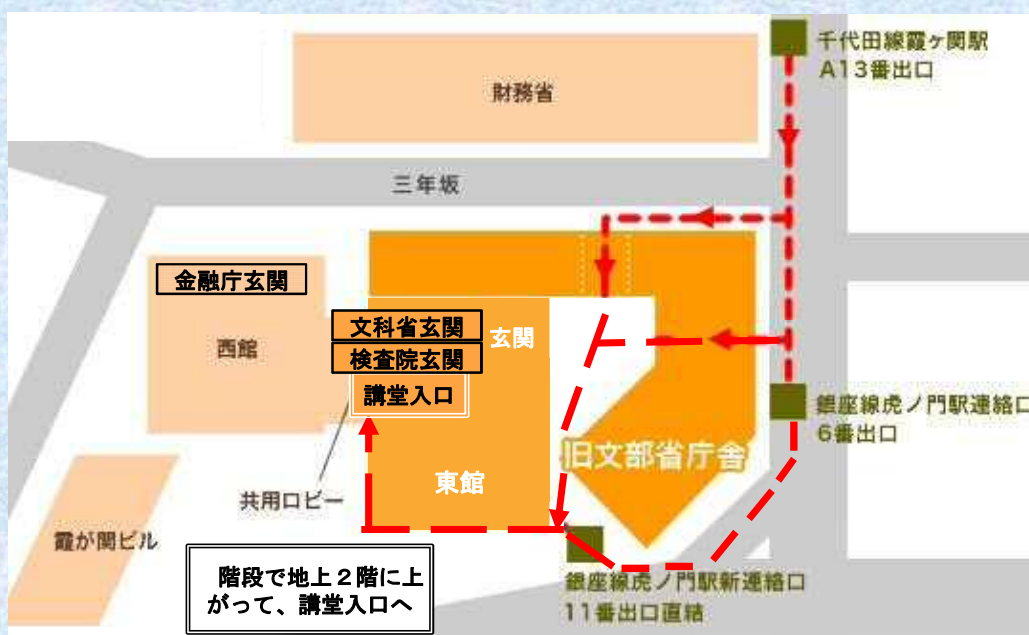 千代田線霞ヶ関駅
A13番出口
財務省
三年坂
金融庁玄関
西館
文科省玄関
玄関
検査院玄関
講堂入口
銀座線虎ノ門駅連絡口
6番出口
旧文部省庁舎
東館
共用ロビー
霞が関ビル
階段で地上2階に上
がって、講堂入口へ
銀座線虎ノ門駅新連絡口
11番出口直結